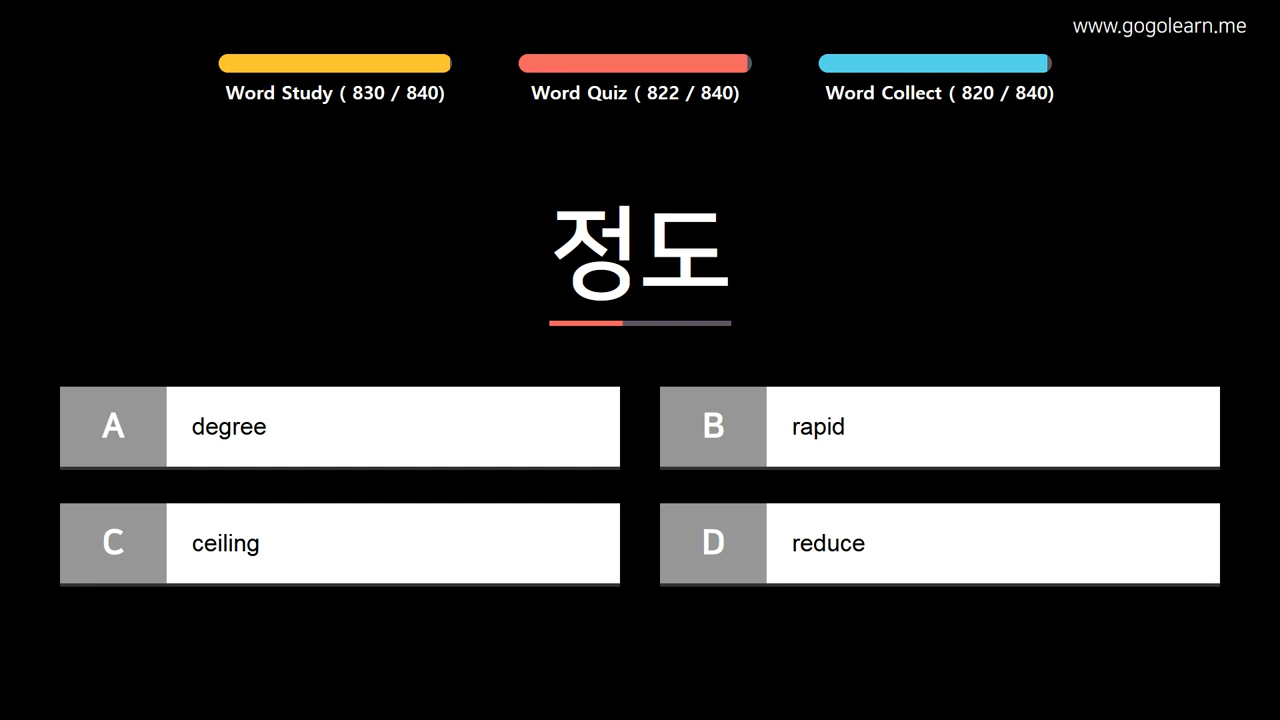 www.gogolearn.me
Word Study ( 830 / 840)
Word Quiz ( 822 / 840)
Word Collect ( 820 / 840)
정도
A degree
B rapid
C ceiling
D reduce